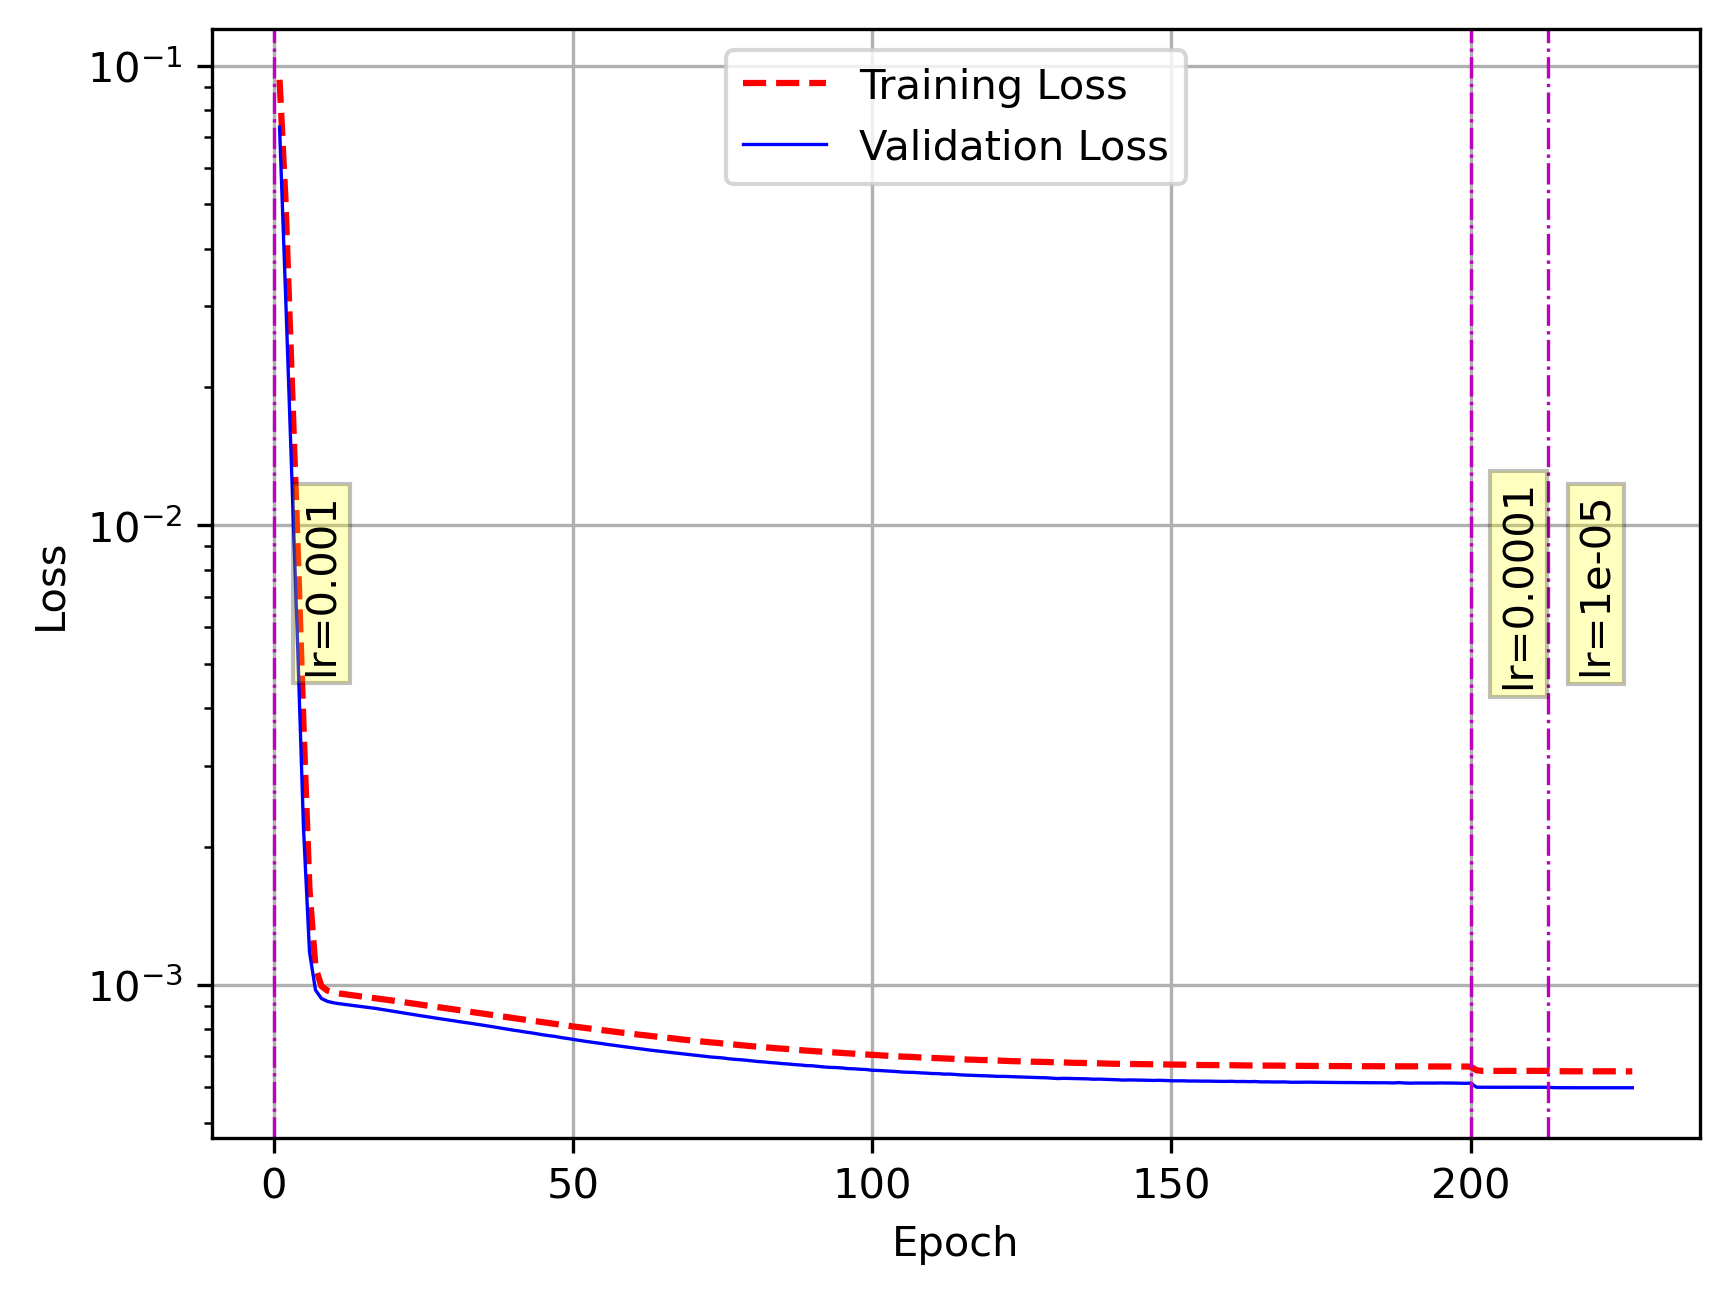 Training Loss
Validation Loss
10⁻¹
10⁻²
10⁻³
Loss
lr=0.001
lr=0.0001
lr=1e-05
0 50 100 150 200
Epoch